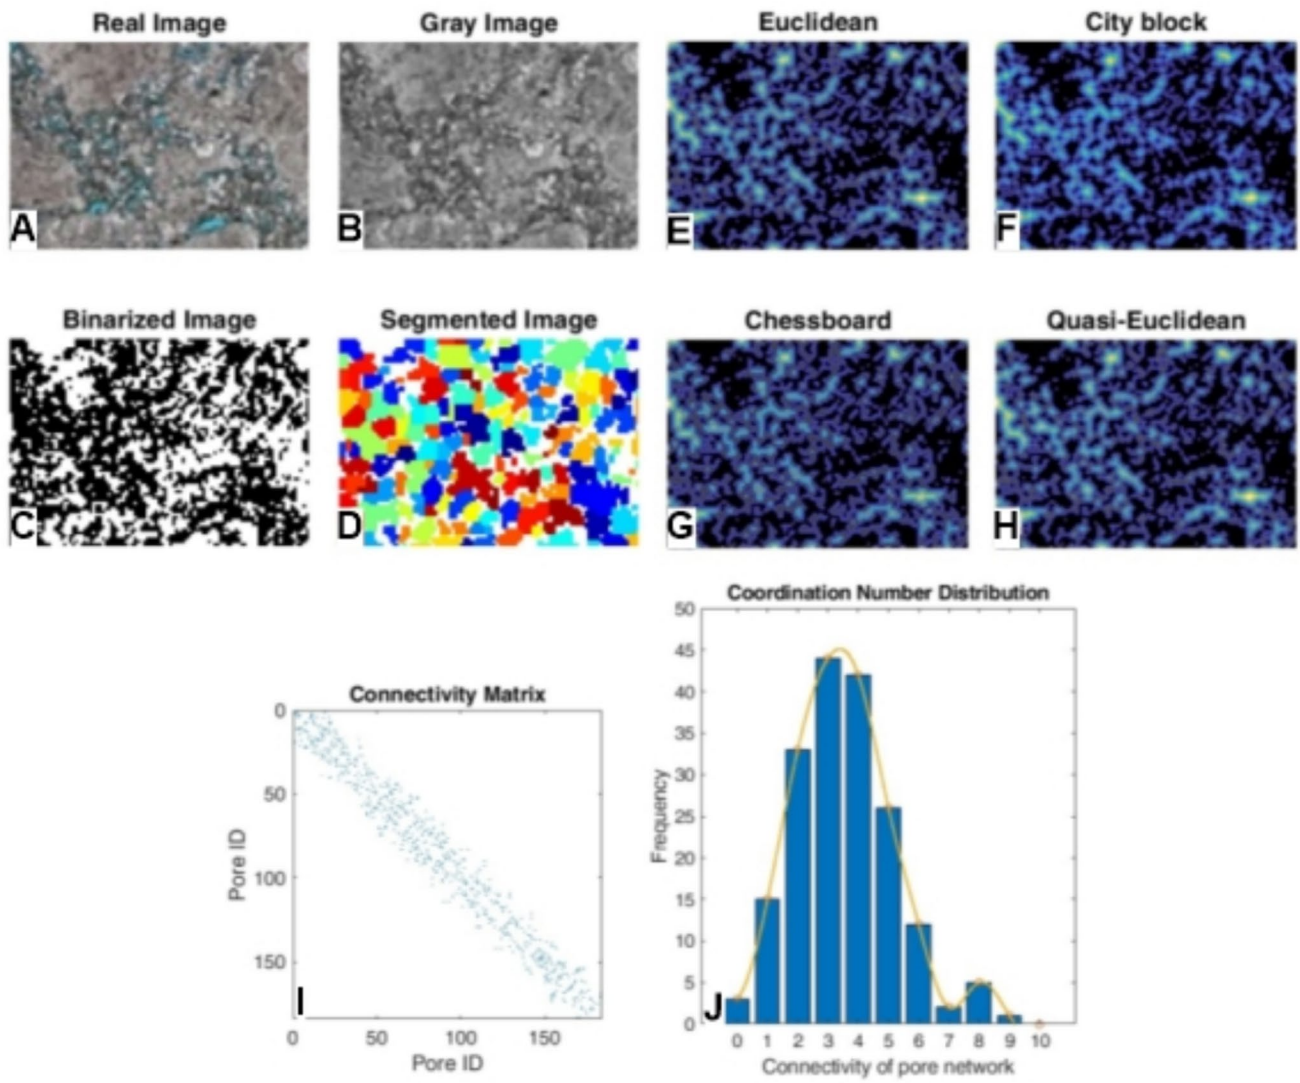 Real Image
Gray Image
Euclidean
City block
A
B
E
F
Binarized Image
Segmented Image
Chessboard
Quasi-Euclidean
C
D
G
H
Connectivity Matrix
0
50
100
150
Pore ID
I
0 50 100 150
Pore ID
Coordination Number Distribution
50
45
40
35
30
25
20
15
10
5
0
Frequency
J
0 1 2 3 4 5 6 7 8 9 10
Connectivity of pore network